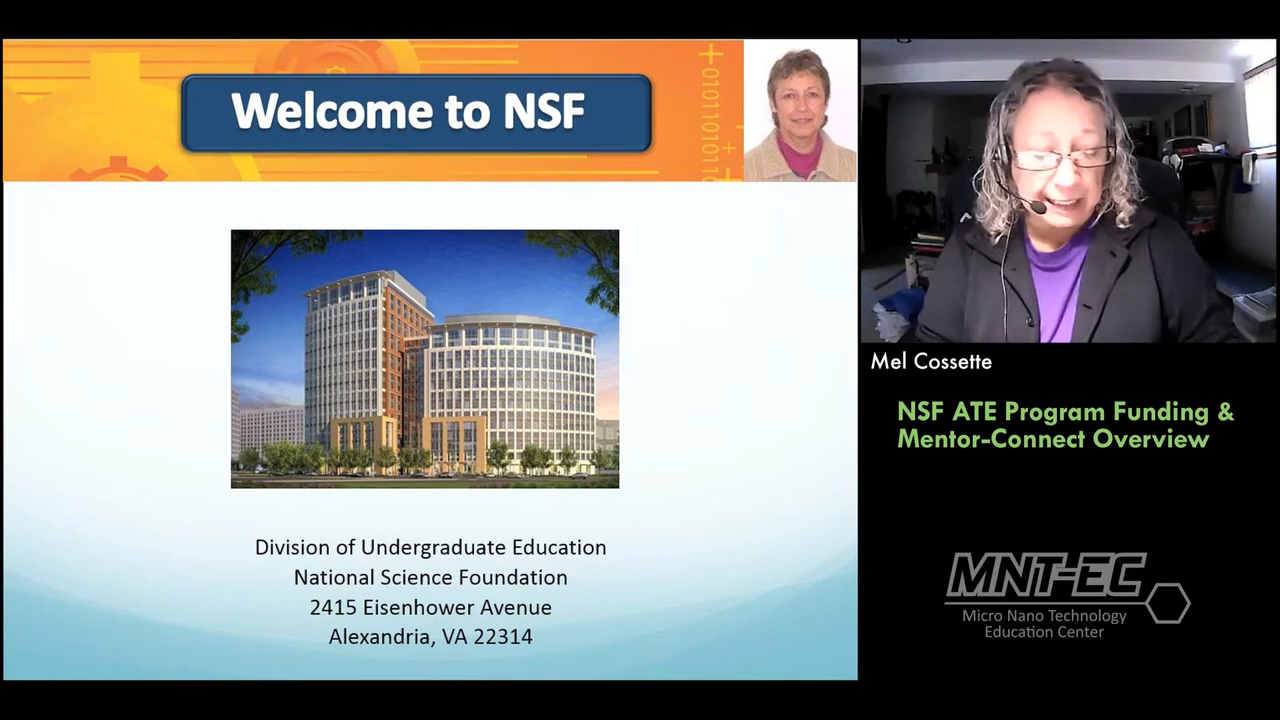 Welcome to NSF
010110101102
Division of Undergraduate Education
National Science Foundation
2415 Eisenhower Avenue
Alexandria, VA 22314
Mel Cossette
NSF ATE Program Funding &
Mentor-Connect Overview
MNT-EC
Micro Nano Technology
Education Center